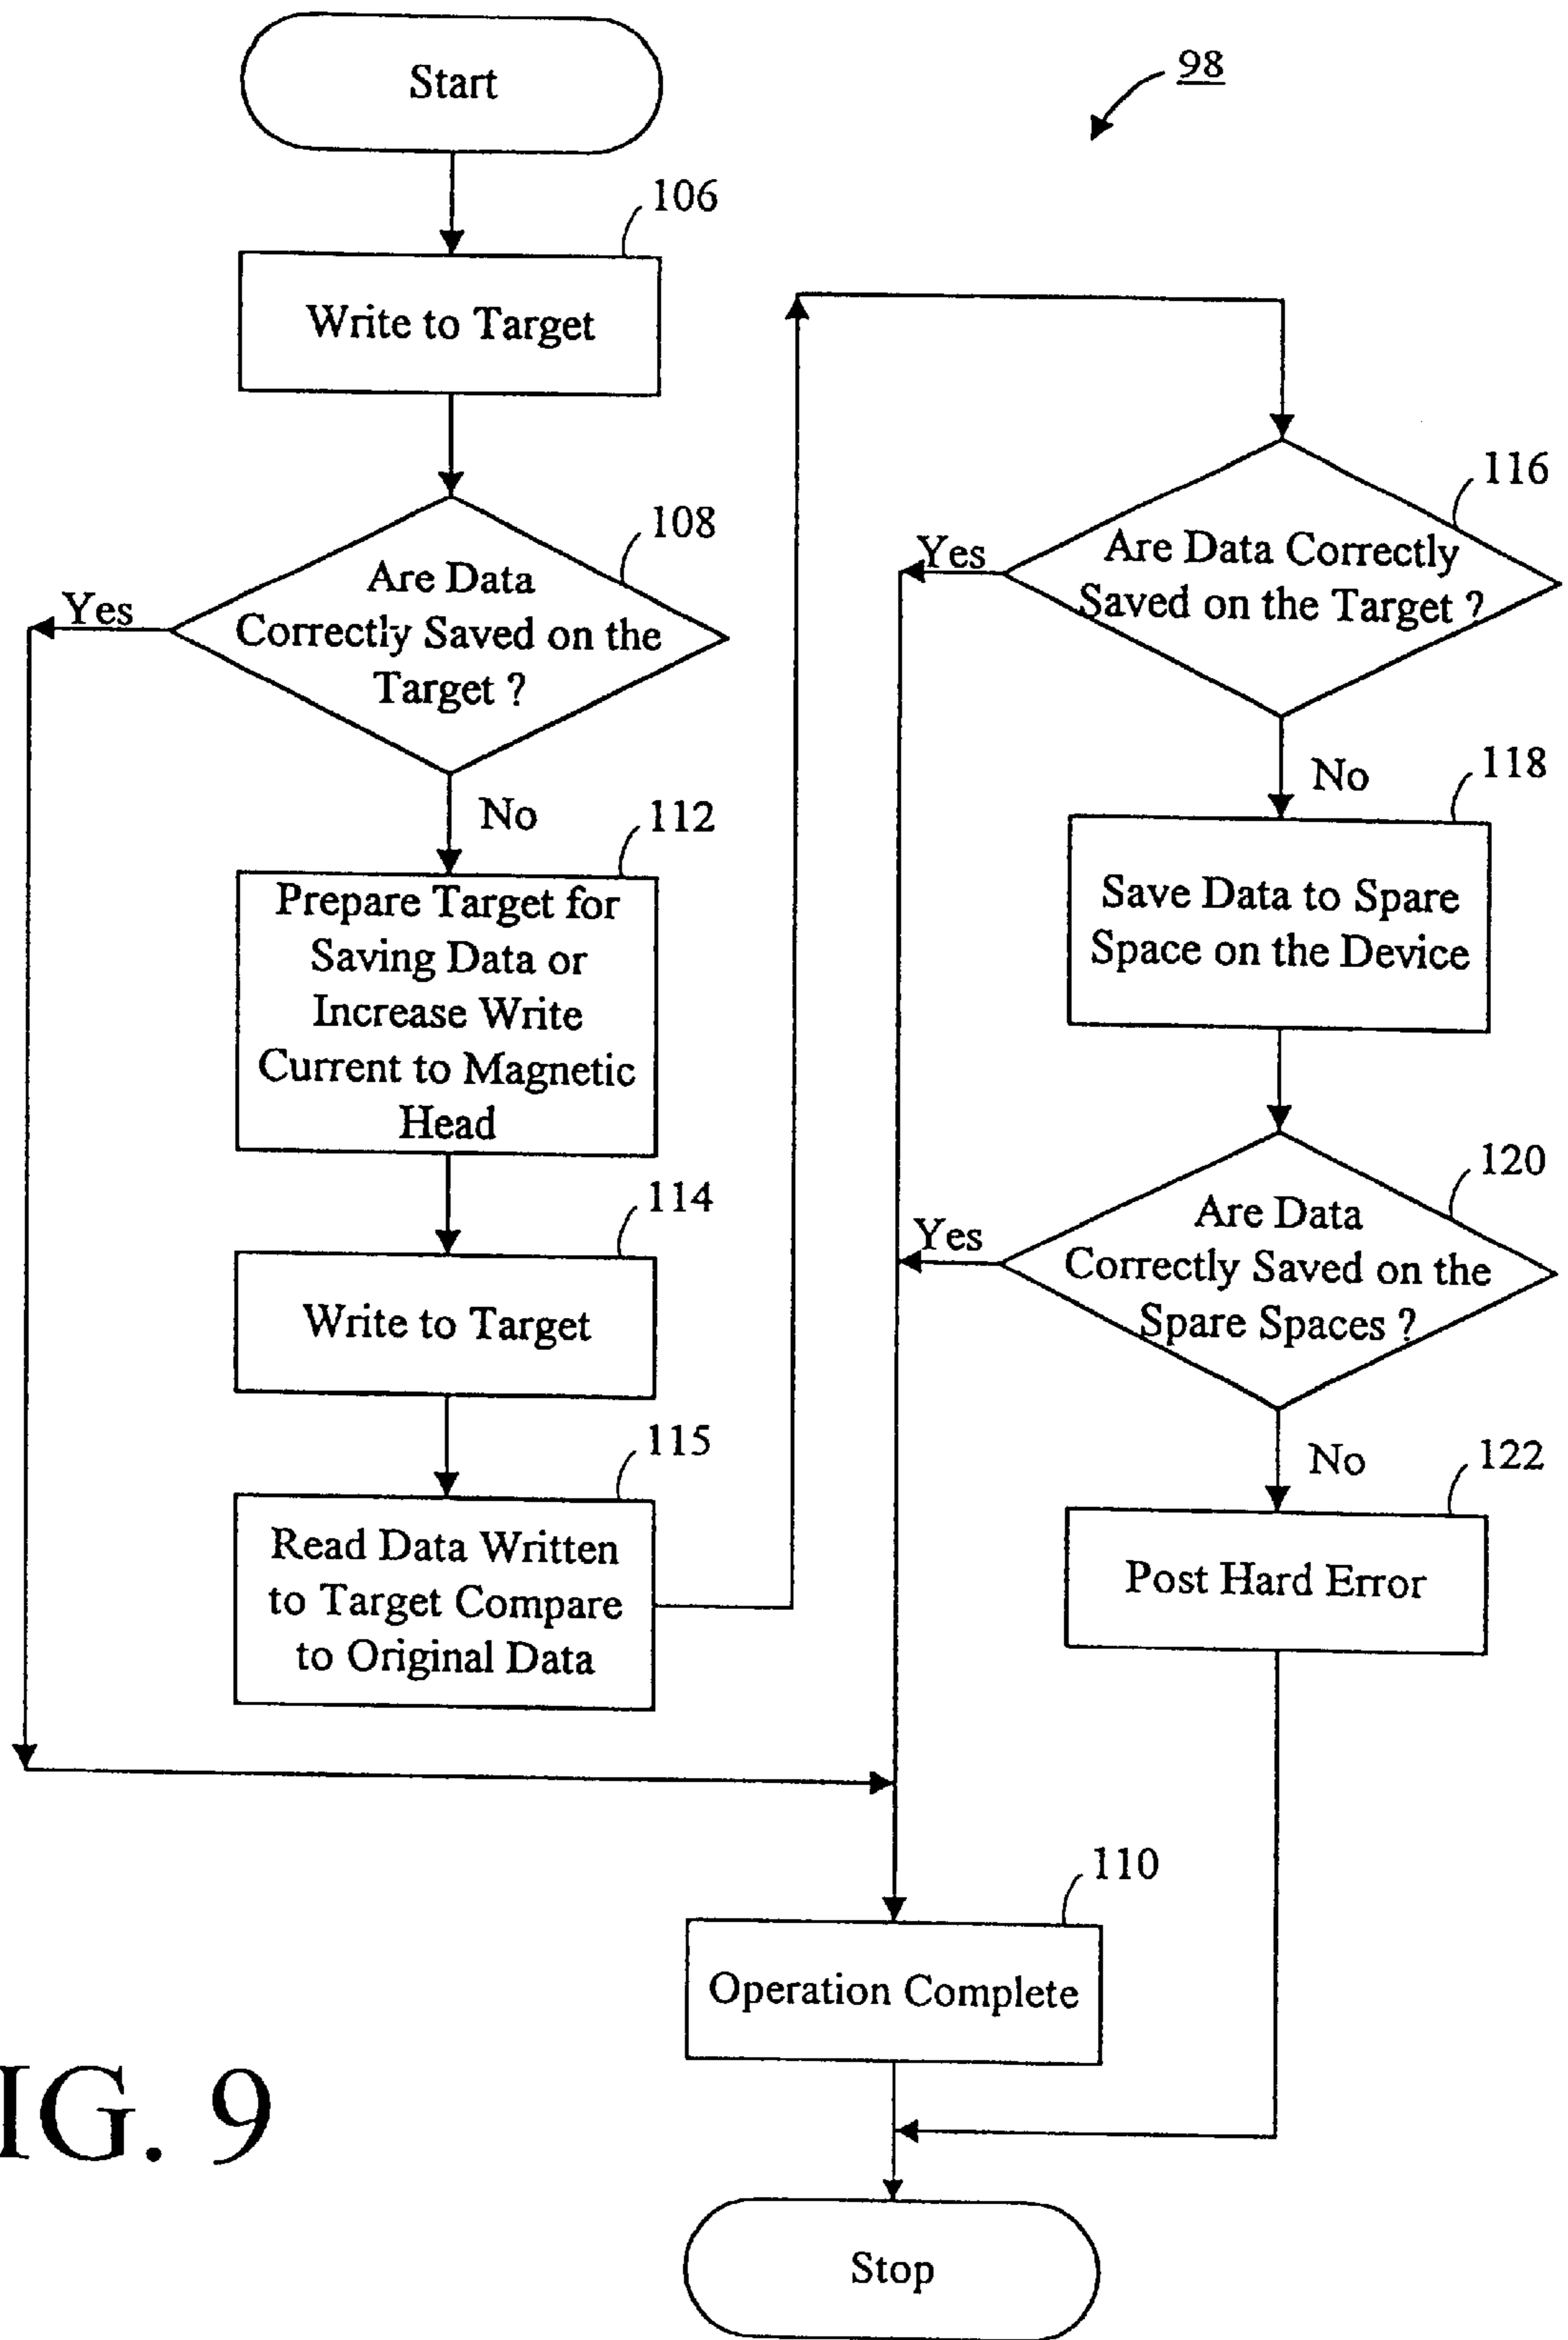 Start
98
106
Write to Target
108
Are Data
Correctly Saved on the
Target ?
Yes
No
112
Prepare Target for
Saving Data or
Increase Write
Current to Magnetic
Head
114
Write to Target
115
Read Data Written
to Target Compare
to Original Data
116
Are Data Correctly
Saved on the Target ?
Yes
No
118
Save Data to Spare
Space on the Device
120
Are Data
Correctly Saved on the
Spare Spaces ?
Yes
No
122
Post Hard Error
110
Operation Complete
Stop
IG. 9